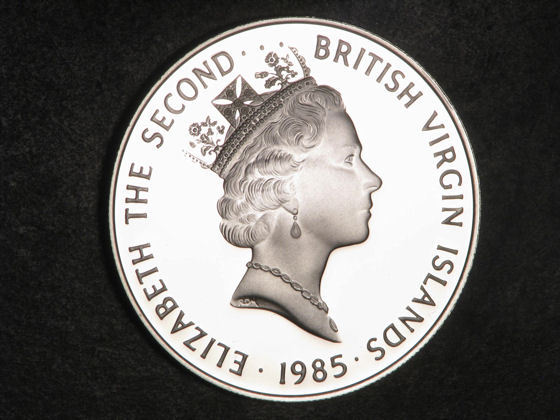 ELIZABETH THE SECOND · · · BRITISH VIRGIN ISLANDS · 1985 ·